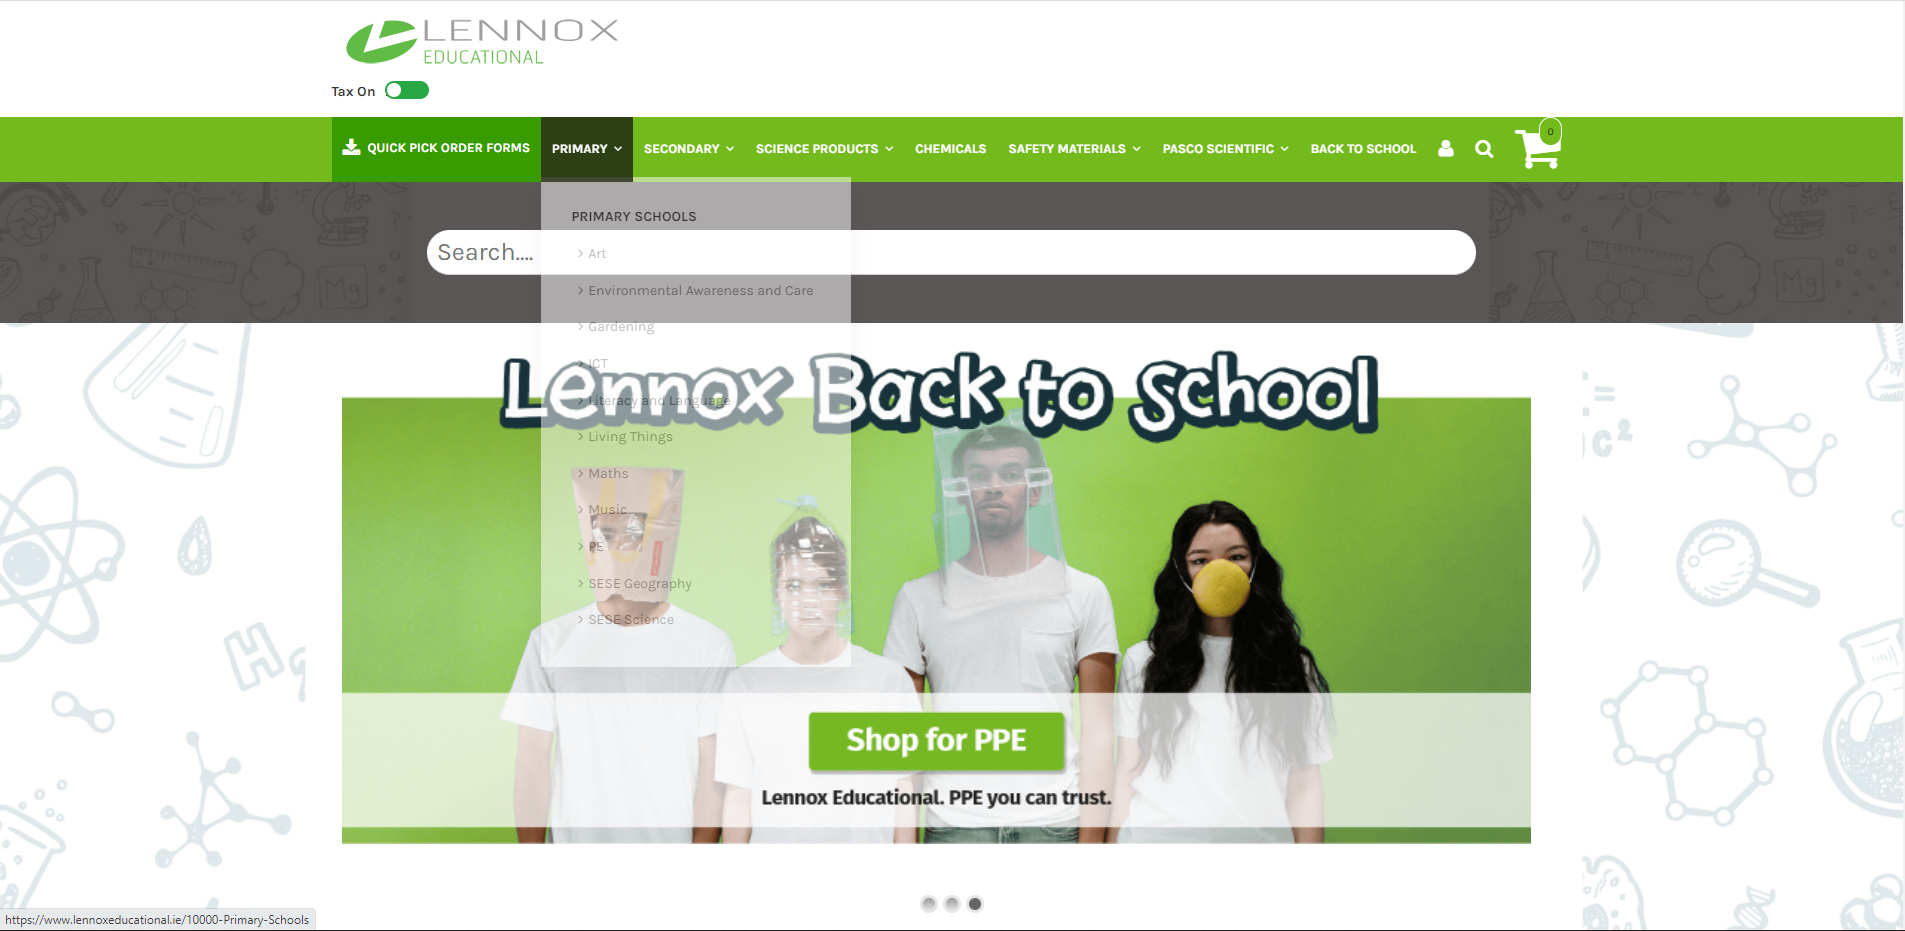 LENNOX
EDUCATIONAL
Tax On
QUICK PICK ORDER FORMS
PRIMARY
SECONDARY
SCIENCE PRODUCTS
CHEMICALS
SAFETY MATERIALS
PASCO SCIENTIFIC
BACK TO SCHOOL
0
PRIMARY SCHOOLS
Search....
Art
Environmental Awareness and Care
Gardening
ICT
Literacy and Language
Living Things
Maths
Music
PE
SESE Geography
SESE Science
Lennox Back to School
Shop for PPE
Lennox Educational. PPE you can trust.
Mg
Mg
https://www.lennoxeducational.ie/10000-Primary-Schools